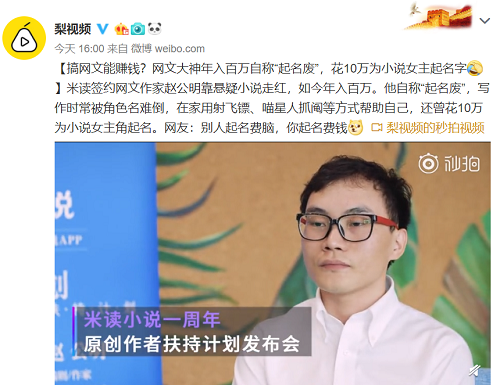 梨视频
今天 16:00 来自 微博 weibo.com
【搞网文能赚钱？网文大神年入百万自称“起名废”，花10万为小说女主起名字
】米读签约网文作家赵公明靠悬疑小说走红，如今年入百万。他自称“起名废”，写
作时常被角色名难倒，在家用射飞镖、喵星人抓阄等方式帮助自己，还曾花10万
为小说女主角起名。网友：别人起名费脑，你起名费钱 梨视频的秒拍视频
秒拍
说
APP
划
米读小说一周年
原创作者扶持计划发布会